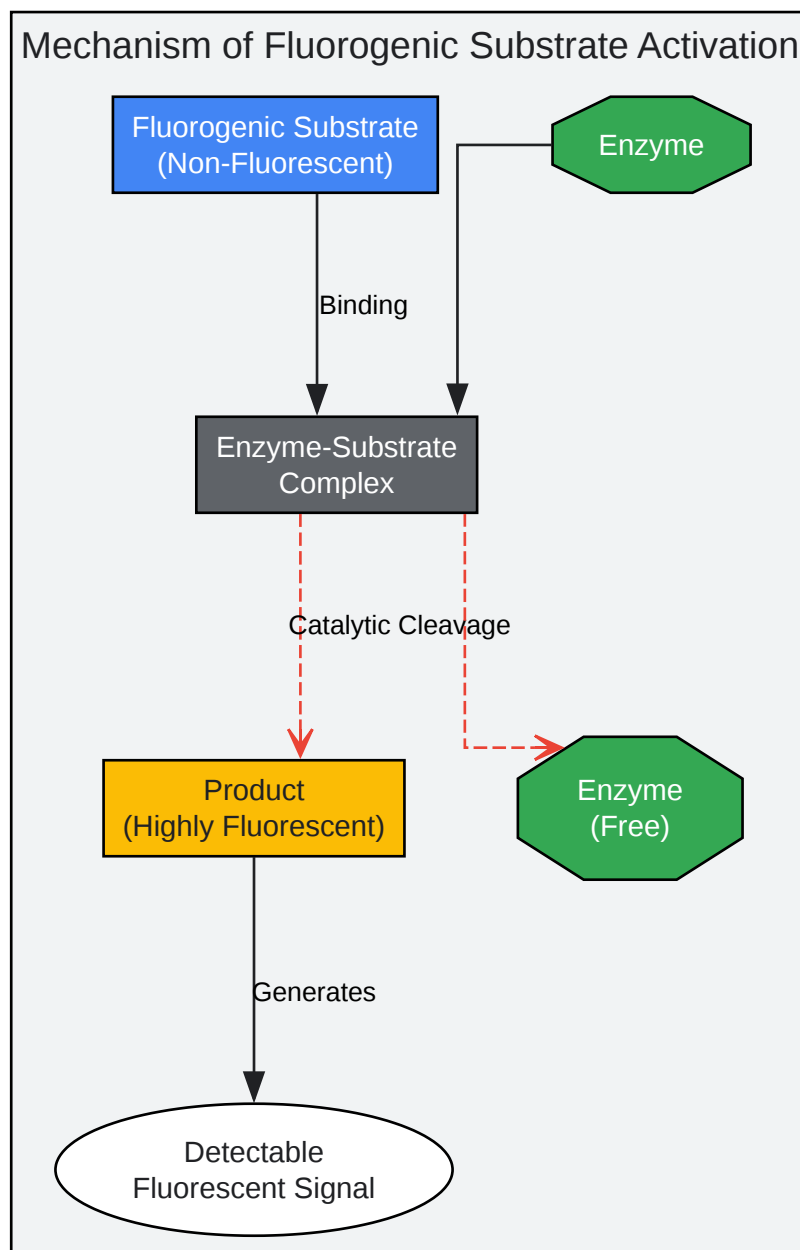 Mechanism of Fluorogenic Substrate Activation
Fluorogenic Substrate
(Non-Fluorescent)
Enzyme
Binding
Enzyme-Substrate
Complex
Catalytic Cleavage
Product
(Highly Fluorescent)
Enzyme
(Free)
Generates
Detectable
Fluorescent Signal